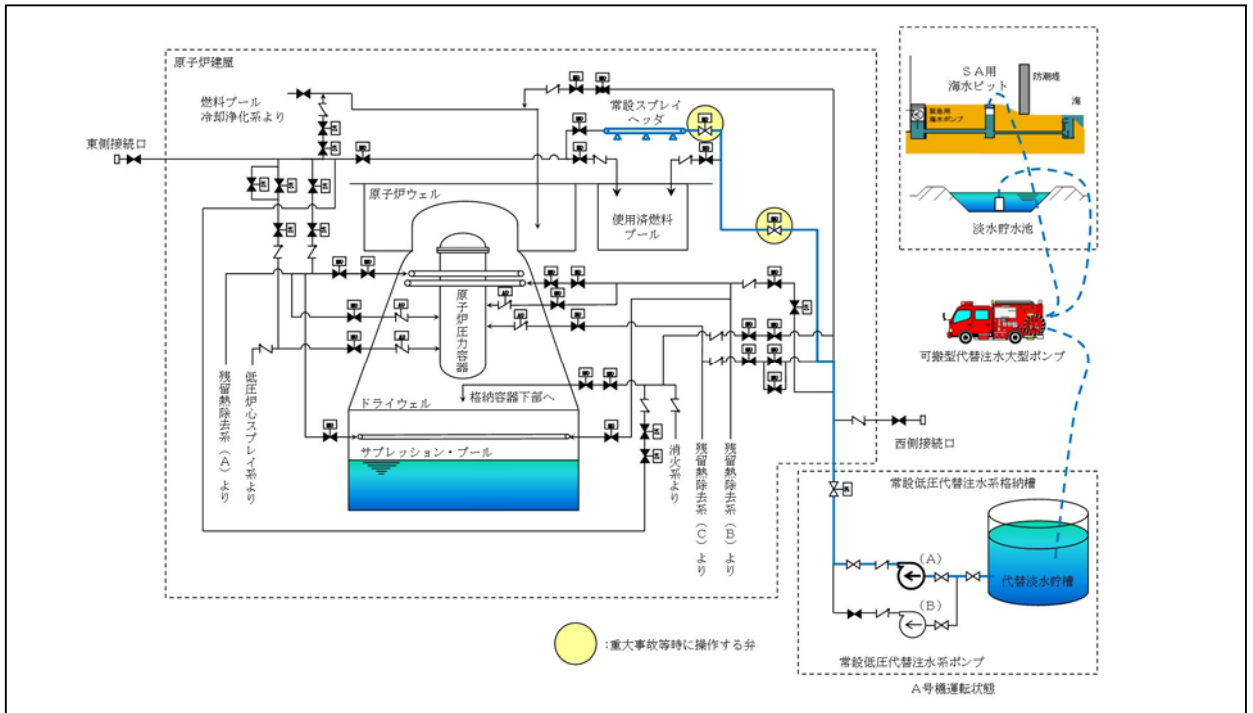 原子炉建屋
燃料プール
冷却浄化系より
東側接続口
常設スプレイ
ヘッダ
原子炉ウェル
使用済燃料
プール
原子炉圧力容器
ドライウェル
格納容器下部へ
サプレッション・プール
残留熱除去系(A)より
低圧炉心スプレイ系より
消火系より
残留熱除去系(C)より
残留熱除去系(B)より
SA用
海水ピット
防潮堤
海
緊急用
海水ポンプ
淡水貯水池
可搬型代替注水大型ポンプ
西側接続口
常設低圧代替注水系格納槽
(A)
代替淡水貯槽
(B)
常設低圧代替注水系ポンプ
A号機運転状態
:重大事故等時に操作する弁